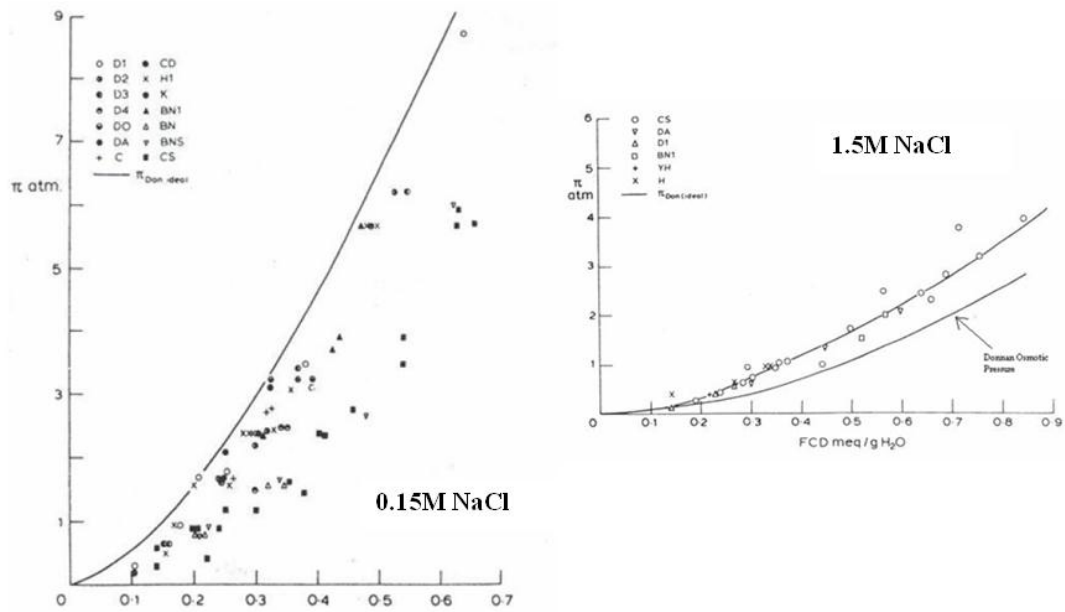 9
7
π atm.
5
3
1
0
D1
D2
D3
D4
DO
DA
C
CD
H1
K
BN1
BN
BNS
CS
π Don ideal
0.15M NaCl
0 0·1 0·2 0·3 0·4 0·5 0·6 0·7
6
5
4
π
atm
3
2
1
CS
DA
D1
BN1
YH
H
π Don(ideal)
1.5M NaCl
Donnan Osmotic
Pressure
0 0·1 0·2 0·3 0·4 0·5 0·6 0·7 0·8 0·9
FCD meq/g H₂O